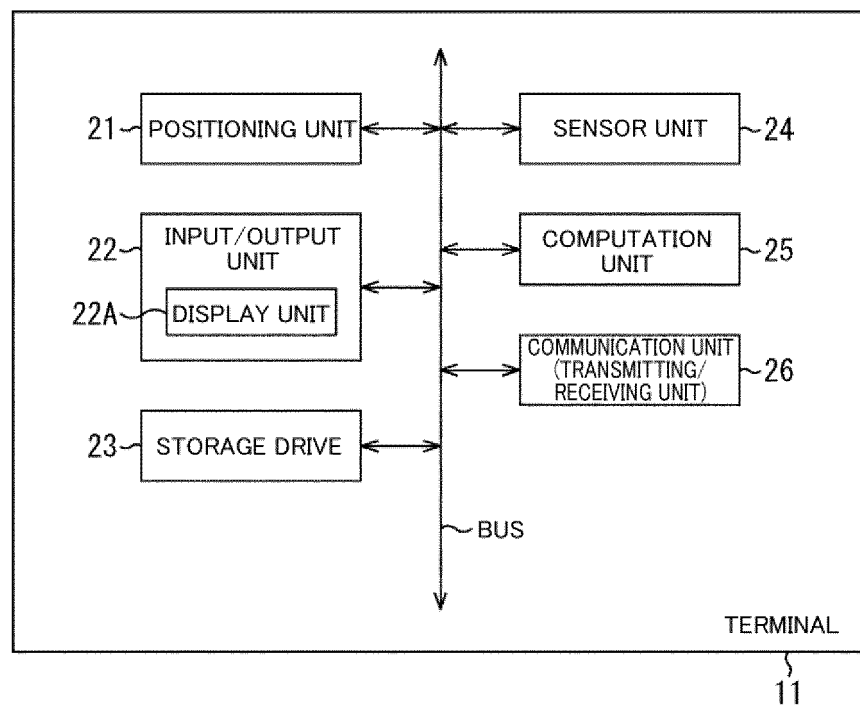 21
POSITIONING UNIT
SENSOR UNIT
24
22
INPUT/OUTPUT
UNIT
22A
DISPLAY UNIT
COMPUTATION
UNIT
25
COMMUNICATION UNIT
(TRANSMITTING/
RECEIVING UNIT)
26
23
STORAGE DRIVE
BUS
TERMINAL
11